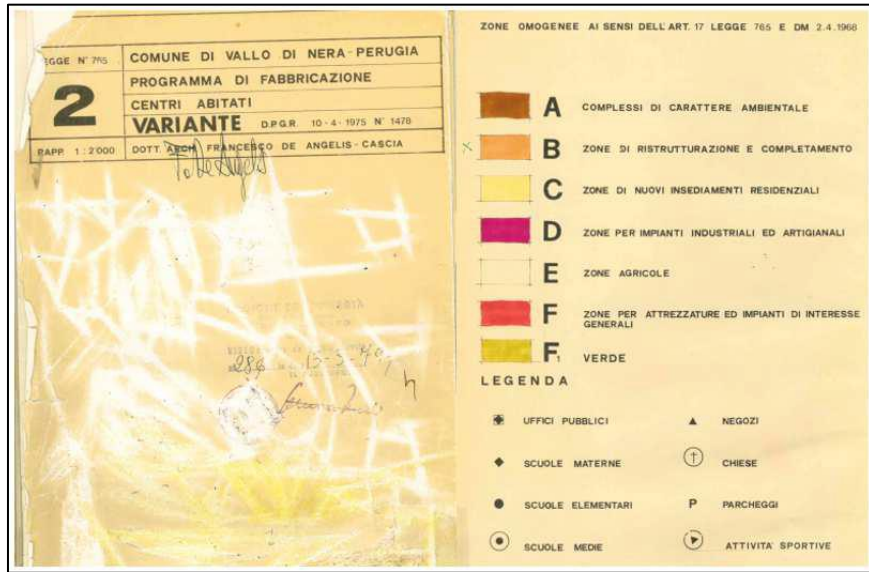 LEGGE N° 765
COMUNE DI VALLO DI NERA - PERUGIA
2
PROGRAMMA DI FABBRICAZIONE
CENTRI ABITATI
VARIANTE D.P.G.R. 10-4-1975 N° 1478
RAPP. 1:2'000
DOTT. ARCH. FRANCESCO DE ANGELIS - CASCIA
ZONE OMOGENEE AI SENSI DELL'ART. 17 LEGGE 765 E DM 2.4.1968
A COMPLESSI DI CARATTERE AMBIENTALE
X B ZONE DI RISTRUTTURAZIONE E COMPLETAMENTO
C ZONE DI NUOVI INSEDIAMENTI RESIDENZIALI
D ZONE PER IMPIANTI INDUSTRIALI ED ARTIGIANALI
E ZONE AGRICOLE
F ZONE PER ATTREZZATURE ED IMPIANTI DI INTERESSE
GENERALI
F1 VERDE
LEGENDA
UFFICI PUBBLICI
NEGOZI
SCUOLE MATERNE
CHIESE
SCUOLE ELEMENTARI
P PARCHEGGI
SCUOLE MEDIE
ATTIVITA' SPORTIVE